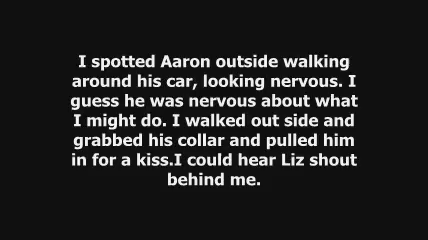 I spotted Aaron outside walking
around his car, looking nervous. I
guess he was nervous about what
I might do. I walked out side and
grabbed his collar and pulled him
in for a kiss.I could hear Liz shout
behind me.